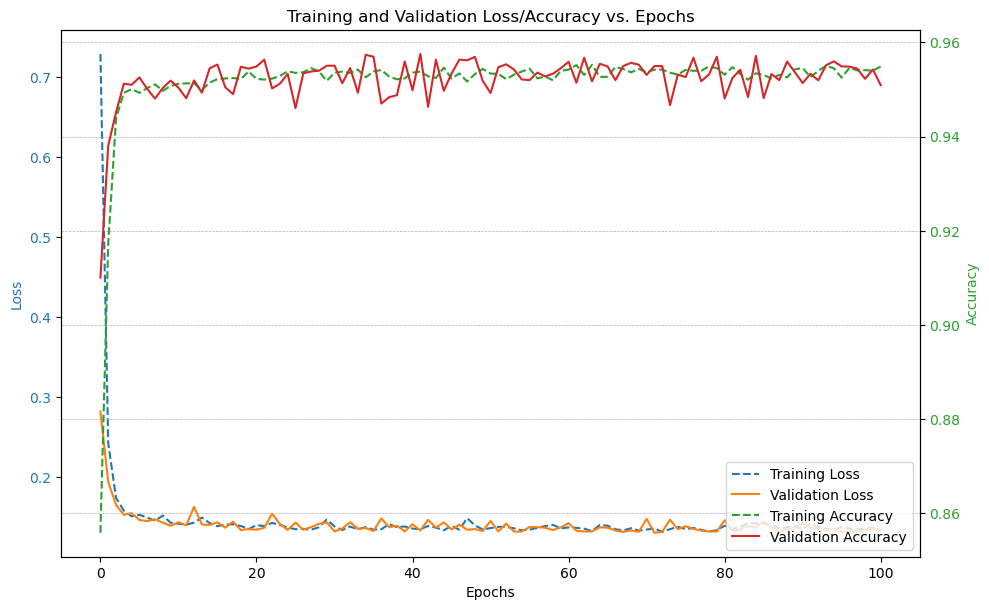 Training and Validation Loss/Accuracy vs. Epochs
0.7
0.6
0.5
0.4
0.3
0.2
Loss
0.96
0.94
0.92
0.90
0.88
0.86
Accuracy
Training Loss
Validation Loss
Training Accuracy
Validation Accuracy
0 20 40 60 80 100
Epochs